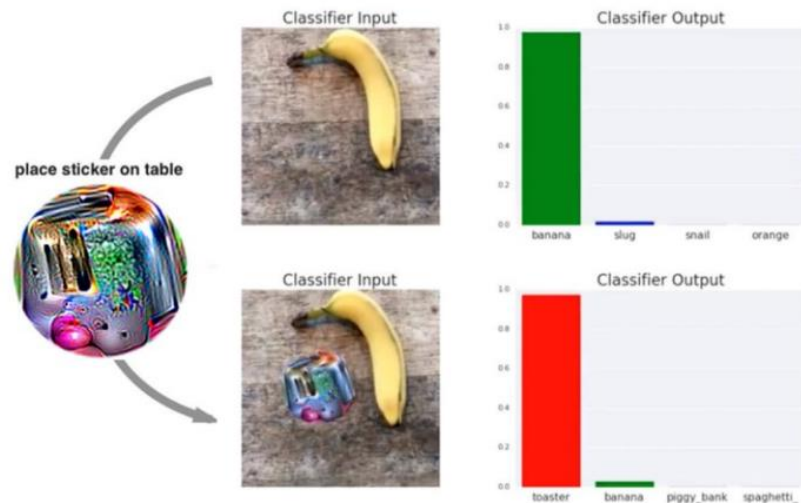 Classifier Input
Classifier Output
place sticker on table
1.0
0.8
0.6
0.4
0.2
0.0
banana slug snail orange
Classifier Input
Classifier Output
1.0
0.8
0.6
0.4
0.2
0.0
toaster banana piggy_bank spaghetti_